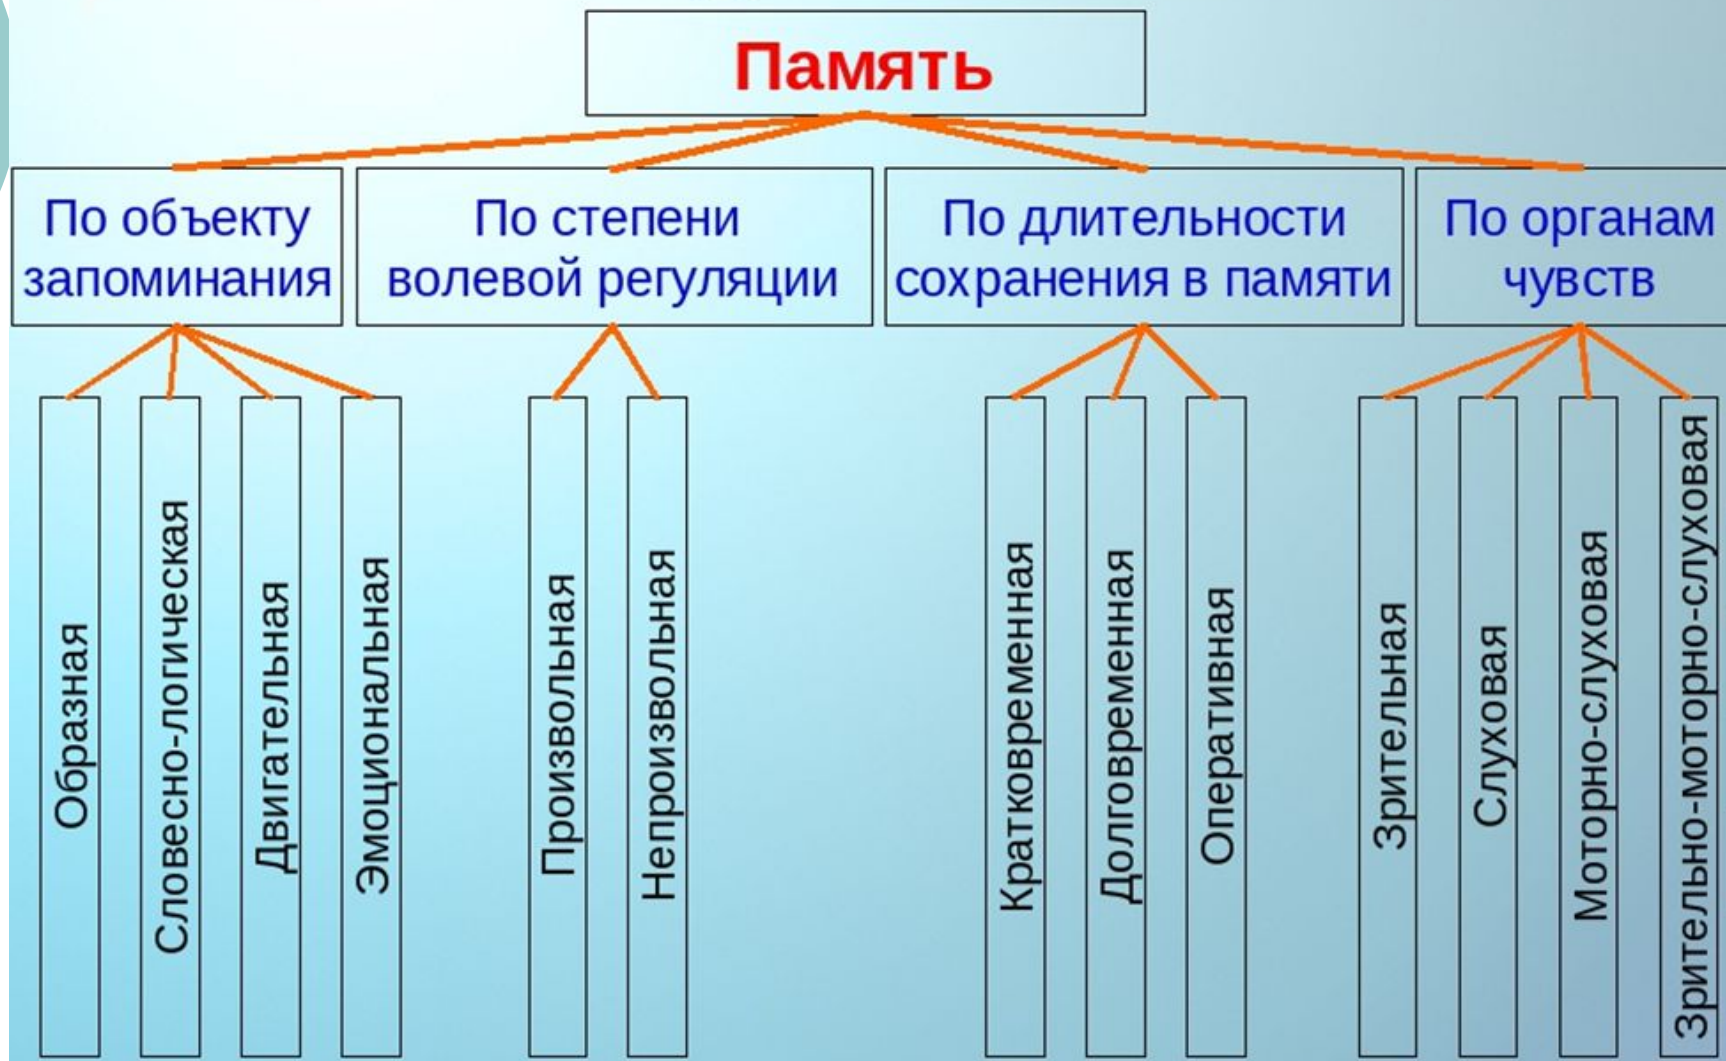 Память
По объекту
запоминания
По степени
волевой регуляции
По длительности
сохранения в памяти
По органам
чувств
Образная
Словесно-логическая
Двигательная
Эмоциональная
Произвольная
Непроизвольная
Кратковременная
Долговременная
Оперативная
Зрительная
Слуховая
Моторно-слуховая
Зрительно-моторно-слуховая